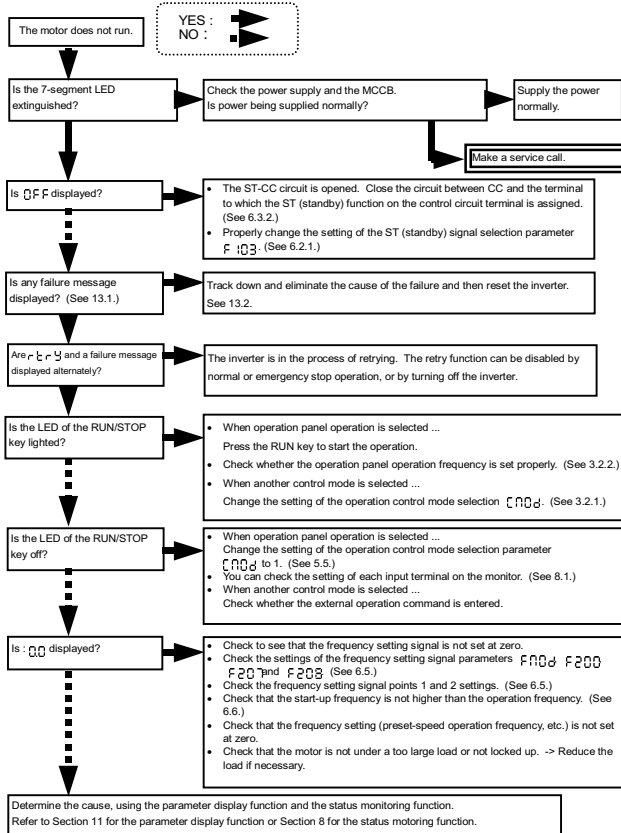 The motor does not run.
YES :
NO :
Is the 7-segment LED
extinguished?
Check the power supply and the MCCB.
Is power being supplied normally?
Supply the power
normally.
Make a service call.
Is OFF displayed?
• The ST-CC circuit is opened. Close the circuit between CC and the terminal
to which the ST (standby) function on the control circuit terminal is assigned.
(See 6.3.2.)
• Properly change the setting of the ST (standby) signal selection parameter
F103. (See 6.2.1.)
Is any failure message
displayed? (See 13.1.)
Track down and eliminate the cause of the failure and then reset the inverter.
See 13.2.
Are rtry and a failure message
displayed alternately?
The inverter is in the process of retrying. The retry function can be disabled by
normal or emergency stop operation, or by turning off the inverter.
Is the LED of the RUN/STOP
key lighted?
• When operation panel operation is selected ...
Press the RUN key to start the operation.
• Check whether the operation panel operation frequency is set properly. (See 3.2.2.)
• When another control mode is selected ...
Change the setting of the operation control mode selection CMOd. (See 3.2.1.)
Is the LED of the RUN/STOP
key off?
• When operation panel operation is selected ...
Change the setting of the operation control mode selection parameter
CMOd to 1. (See 5.5.)
• You can check the setting of each input terminal on the monitor. (See 8.1.)
• When another control mode is selected ...
Check whether the external operation command is entered.
Is : 0.0 displayed?
• Check to see that the frequency setting signal is not set at zero.
• Check the settings of the frequency setting signal parameters FMOd F200
F207and F208 (See 6.5.)
• Check the frequency setting signal points 1 and 2 settings. (See 6.5.)
• Check that the start-up frequency is not higher than the operation frequency. (See
6.6.)
• Check that the frequency setting (preset-speed operation frequency, etc.) is not set
at zero.
• Check that the motor is not under a too large load or not locked up. -> Reduce the
load if necessary.
Determine the cause, using the parameter display function and the status monitoring function.
Refer to Section 11 for the parameter display function or Section 8 for the status motoring function.